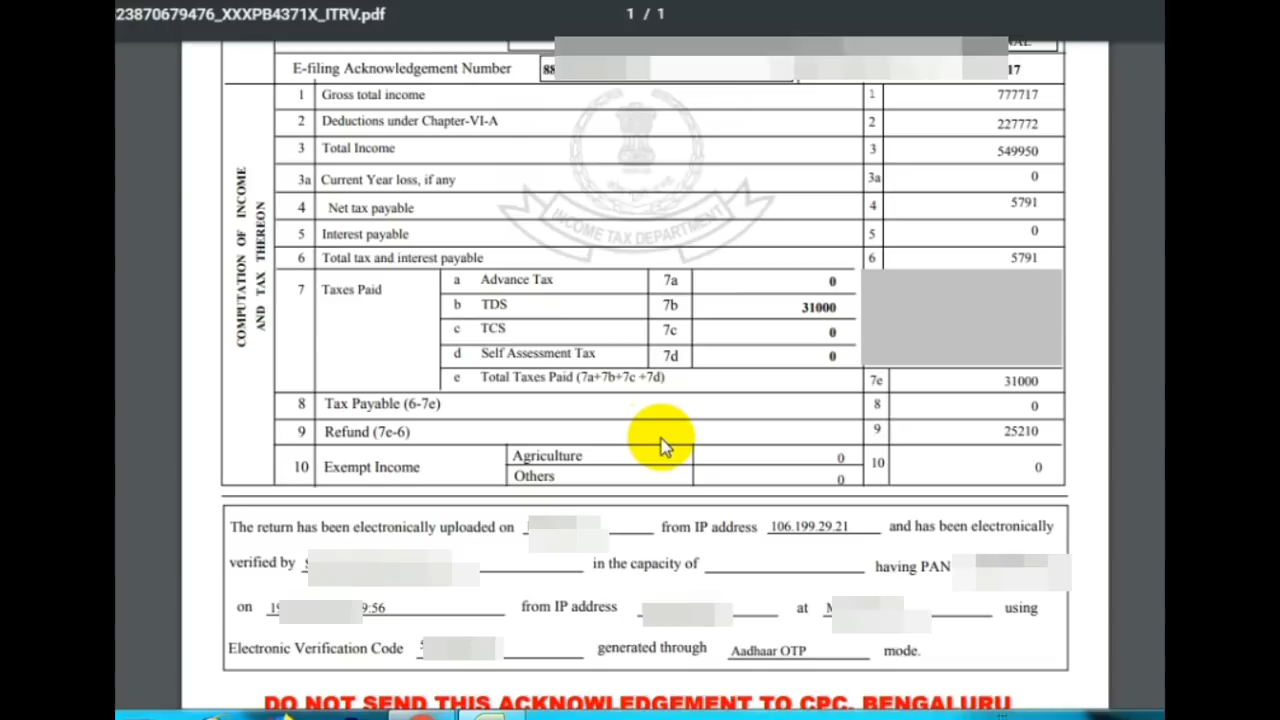 23870679476_XXXPB4371X_ITRV.pdf 1 / 1
E-filing Acknowledgement Number 88 17
COMPUTATION OF INCOME AND TAX THEREON
1 Gross total income 1 777717
2 Deductions under Chapter-VI-A 2 227772
3 Total Income 3 549950
3a Current Year loss, if any 3a 0
4 Net tax payable 4 5791
5 Interest payable 5 0
6 Total tax and interest payable 6 5791
INCOME TAX DEPARTMENT
7 Taxes Paid
a Advance Tax 7a 0
b TDS 7b 31000
c TCS 7c 0
d Self Assessment Tax 7d 0
e Total Taxes Paid (7a+7b+7c +7d) 7e 31000
8 Tax Payable (6-7e) 8 0
9 Refund (7e-6) 9 25210
10 Exempt Income Agriculture 0 10 0
Others 0
The return has been electronically uploaded on from IP address 106.199.29.21 and has been electronically
verified by in the capacity of having PAN
on 19 9:56 from IP address at M using
Electronic Verification Code generated through Aadhaar OTP mode.
DO NOT SEND THIS ACKNOWLEDGEMENT TO CPC, BENGALURU